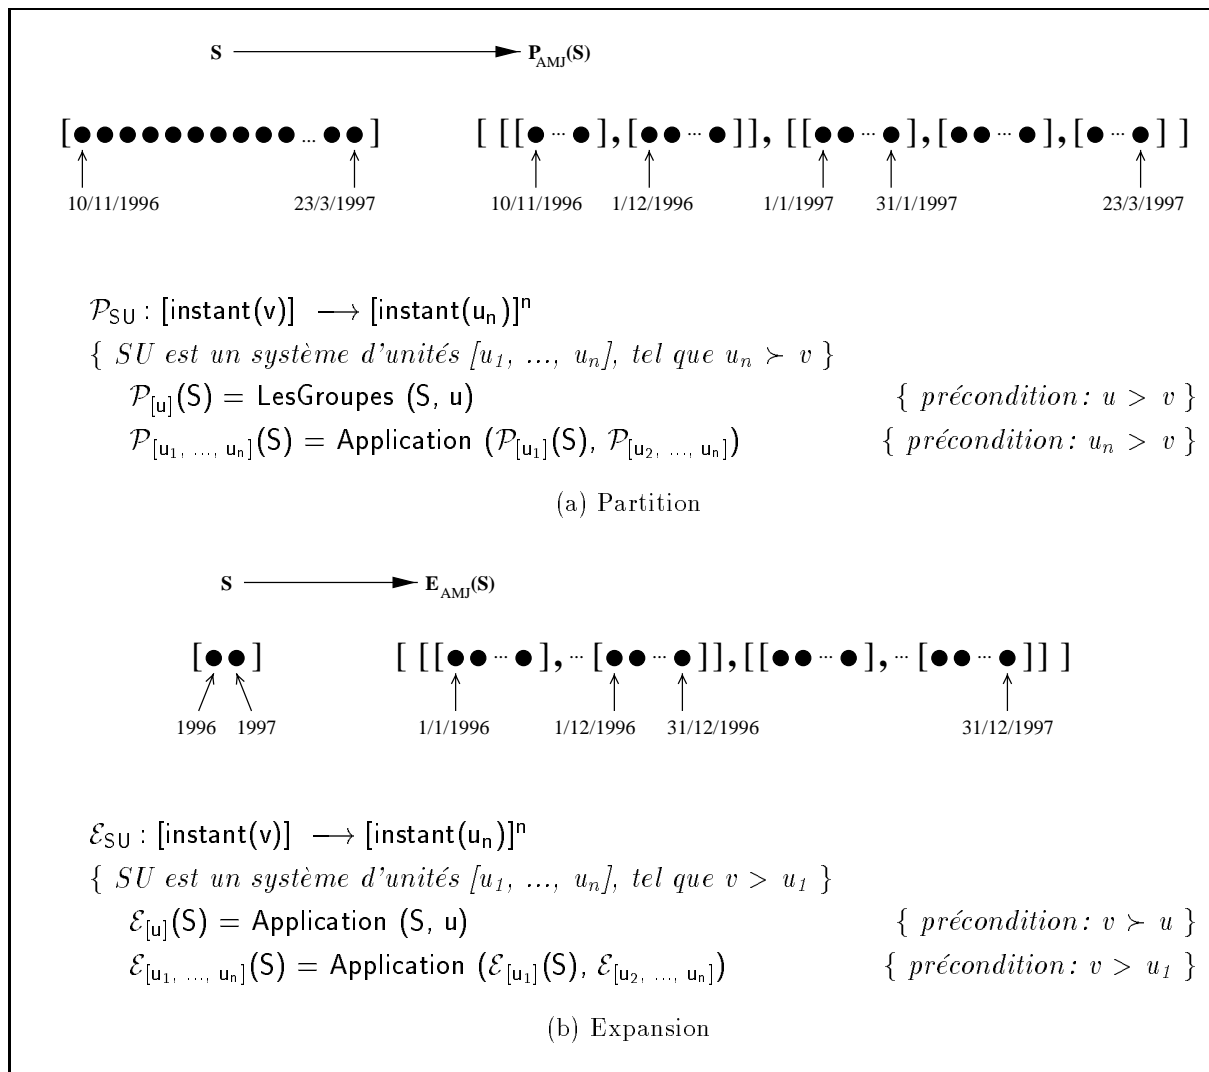 S P_AMJ(S)
[●●●●●●●●●● ... ●●] [ [[● ··· ●],[●● ··· ●]], [[●● ··· ●],[●● ··· ●],[● ··· ●] ]
10/11/1996 23/3/1997 10/11/1996 1/12/1996 1/1/1997 31/1/1997 23/3/1997
𝒫_SU : [instant(v)] ⟶ [instant(u_n)]^n
{ SU est un système d'unités [u_1, ..., u_n], tel que u_n ≻ v }
𝒫_[u](S) = LesGroupes (S, u) { précondition : u > v }
𝒫_[u_1, ..., u_n](S) = Application (𝒫_[u_1](S), 𝒫_[u_2, ..., u_n]) { précondition : u_n > v }
(a) Partition
S E_AMJ(S)
[●●] [ [[●● ··· ●], ··· [●● ··· ●]],[[●● ··· ●], ··· [●● ··· ●]] ]
1996 1997 1/1/1996 1/12/1996 31/12/1996 31/12/1997
ℰ_SU : [instant(v)] ⟶ [instant(u_n)]^n
{ SU est un système d'unités [u_1, ..., u_n], tel que v > u_1 }
ℰ_[u](S) = Application (S, u) { précondition : v ≻ u }
ℰ_[u_1, ..., u_n](S) = Application (ℰ_[u_1](S), ℰ_[u_2, ..., u_n]) { précondition : v > u_1 }
(b) Expansion